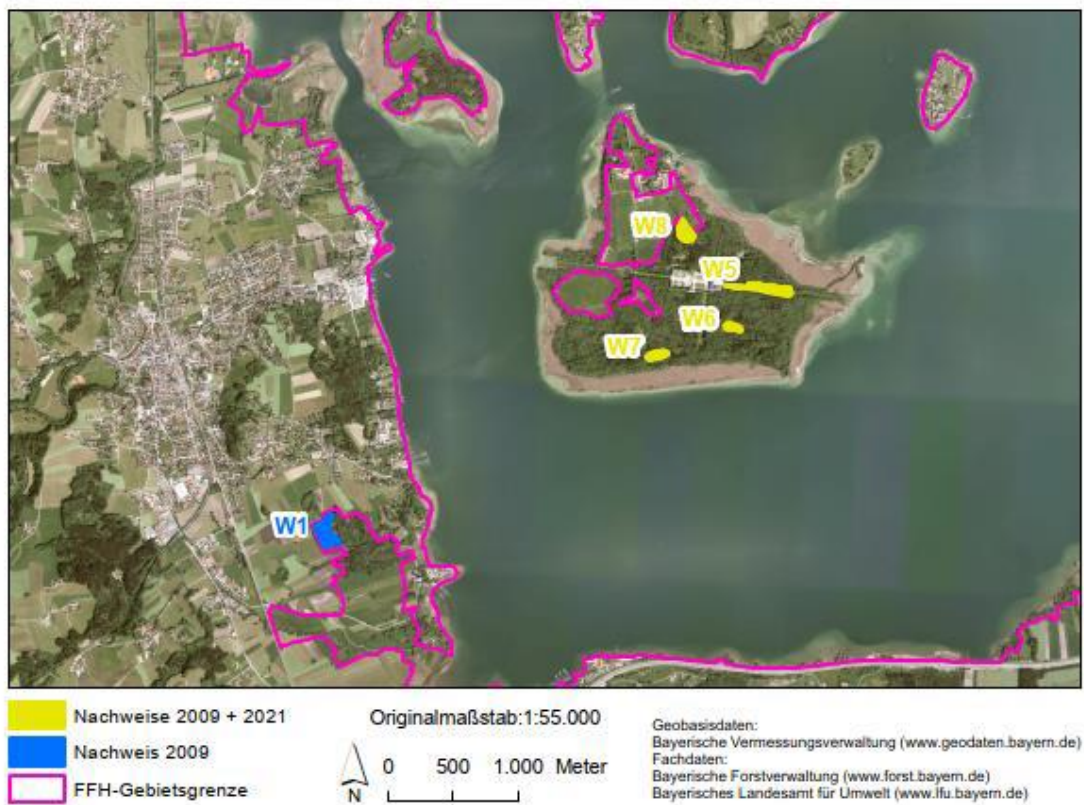 W8
W5
W6
W7
W1
Nachweise 2009 + 2021
Nachweis 2009
FFH-Gebietsgrenze
Originalmaßstab:1:55.000
N
0 500 1.000 Meter
Geobasisdaten:
Bayerische Vermessungsverwaltung (www.geodaten.bayern.de)
Fachdaten:
Bayerische Forstverwaltung (www.forst.bayern.de)
Bayerisches Landesamt für Umwelt (www.lfu.bayern.de)